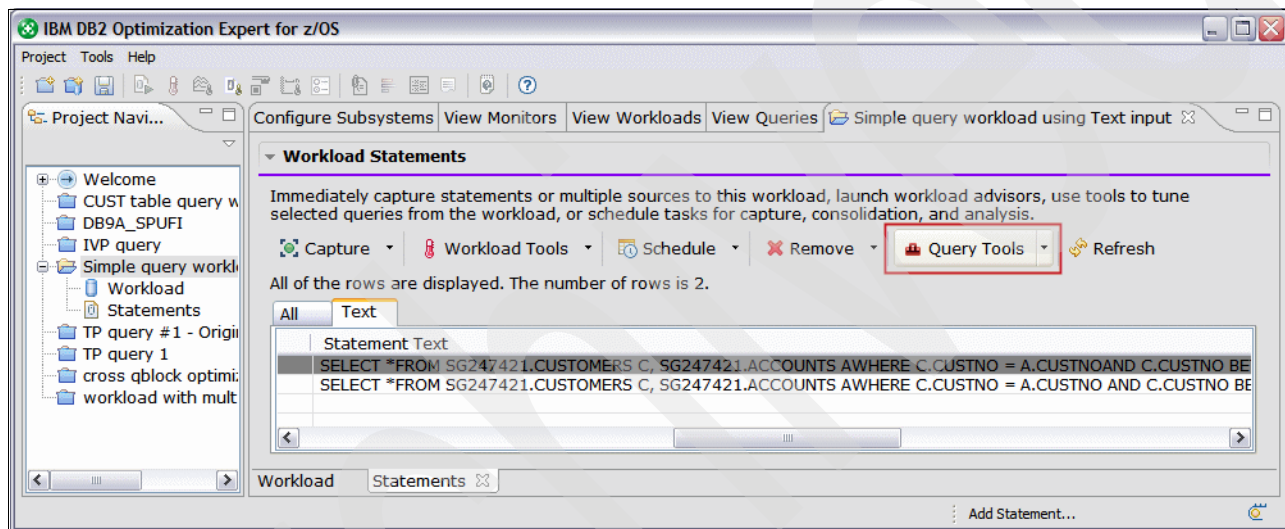 IBM DB2 Optimization Expert for z/OS
Project Tools Help
Project Navi...
Configure Subsystems View Monitors View Workloads View Queries Simple query workload using Text input
Workload Statements
Immediately capture statements or multiple sources to this workload, launch workload advisors, use tools to tune
selected queries from the workload, or schedule tasks for capture, consolidation, and analysis.
Capture Workload Tools Schedule Remove Query Tools Refresh
All of the rows are displayed. The number of rows is 2.
All Text
Statement Text
SELECT *FROM SG247421.CUSTOMERS C, SG247421.ACCOUNTS AWHERE C.CUSTNO = A.CUSTNOAND C.CUSTNO BE
SELECT *FROM SG247421.CUSTOMERS C, SG247421.ACCOUNTS AWHERE C.CUSTNO = A.CUSTNO AND C.CUSTNO BE
Welcome
CUST table query w
DB9A_SPUFI
IVP query
Simple query workl
Workload
Statements
TP query #1 - Origi
TP query 1
cross qblock optimi
workload with mult
Workload Statements
Add Statement...